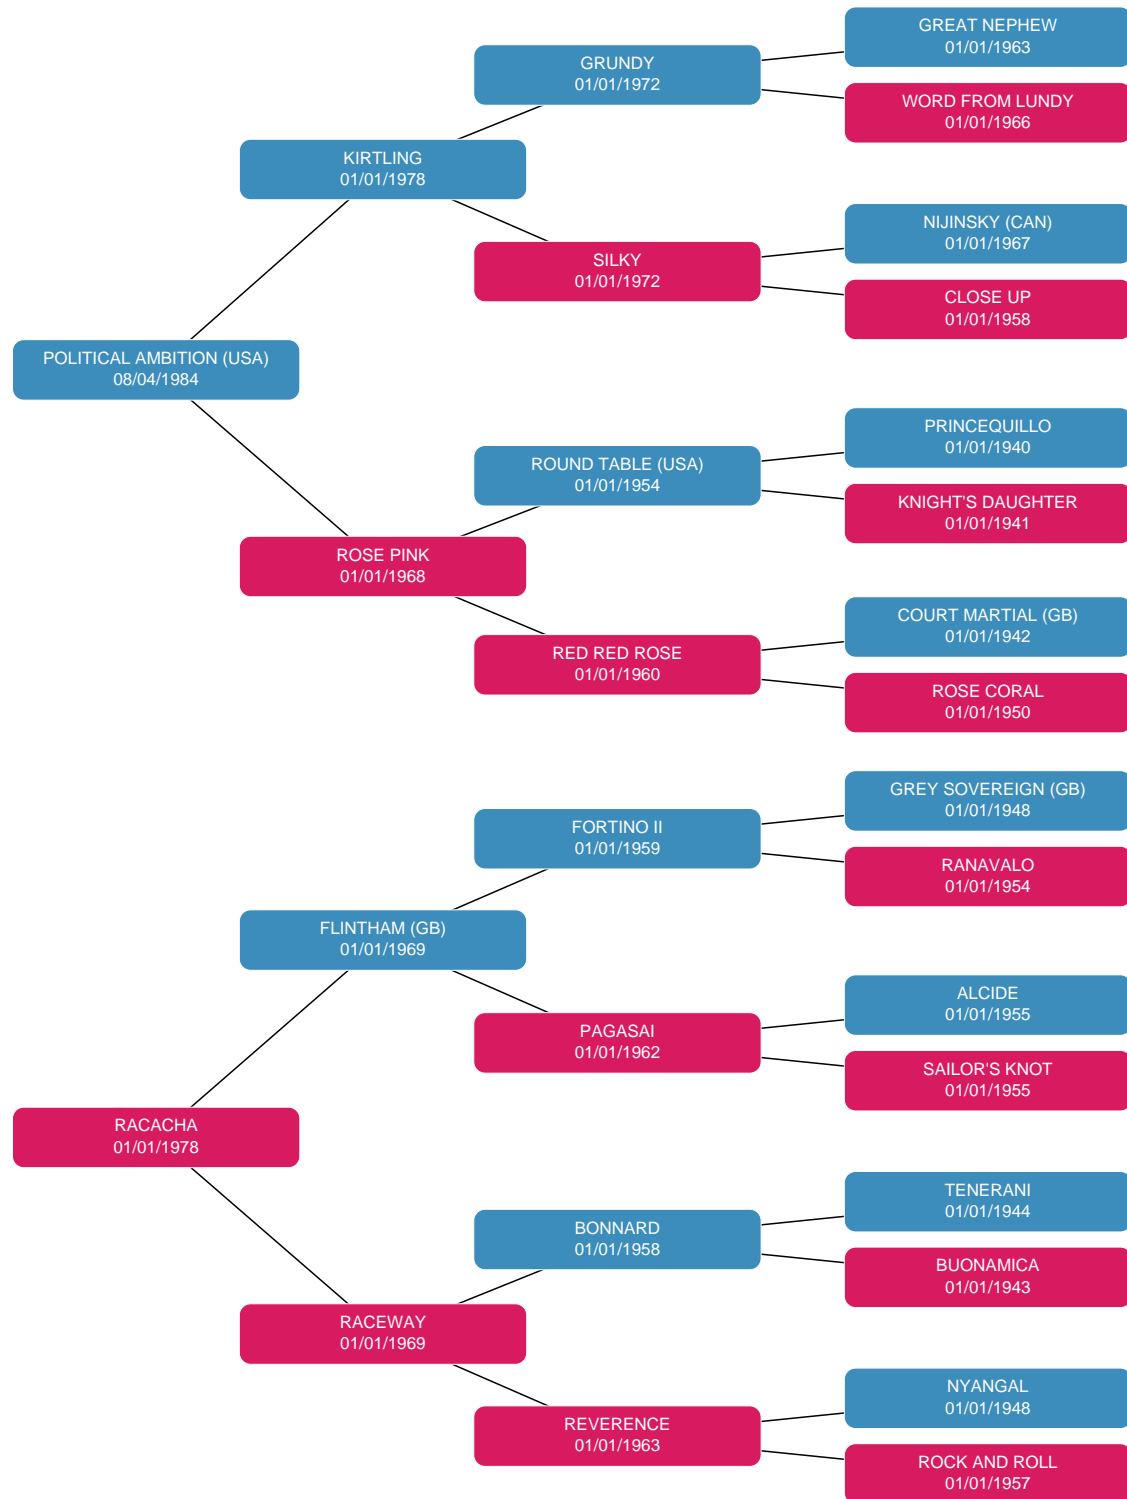 GREAT NEPHEW
01/01/1963
GRUNDY
01/01/1972
WORD FROM LUNDY
01/01/1966
KIRTLING
01/01/1978
NIJINSKY (CAN)
01/01/1967
SILKY
01/01/1972
CLOSE UP
01/01/1958
POLITICAL AMBITION (USA)
08/04/1984
PRINCEQUILLO
01/01/1940
ROUND TABLE (USA)
01/01/1954
KNIGHT'S DAUGHTER
01/01/1941
ROSE PINK
01/01/1968
COURT MARTIAL (GB)
01/01/1942
RED RED ROSE
01/01/1960
ROSE CORAL
01/01/1950
GREY SOVEREIGN (GB)
01/01/1948
FORTINO II
01/01/1959
RANAVALO
01/01/1954
FLINTHAM (GB)
01/01/1969
ALCIDE
01/01/1955
PAGASAI
01/01/1962
SAILOR'S KNOT
01/01/1955
RACACHA
01/01/1978
TENERANI
01/01/1944
BONNARD
01/01/1958
BUONAMICA
01/01/1943
RACEWAY
01/01/1969
NYANGAL
01/01/1948
REVERENCE
01/01/1963
ROCK AND ROLL
01/01/1957